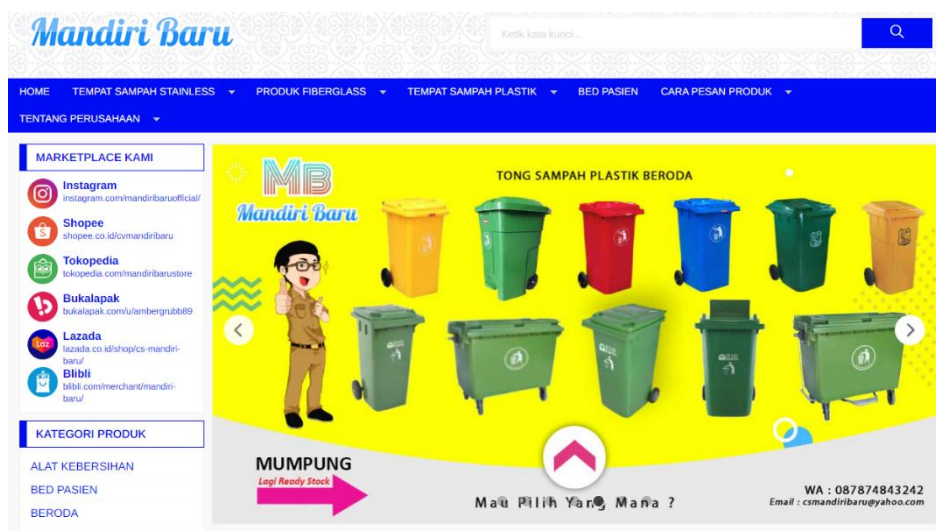 Mandiri Baru
Ketik kata kunci...
HOME TEMPAT SAMPAH STAINLESS PRODUK FIBERGLASS TEMPAT SAMPAH PLASTIK BED PASIEN CARA PESAN PRODUK
TENTANG PERUSAHAAN
MARKETPLACE KAMI
Instagram
instagram.com/mandiribaruofficial/
Shopee
shopee.co.id/cvmandiribaru
Tokopedia
tokopedia.com/mandiribarustore
Bukalapak
bukalapak.com/u/ambergrubb89
Lazada
lazada.co.id/shop/cs-mandiri-
baru/
Blibli
blibli.com/merchant/mandiri-
baru/
KATEGORI PRODUK
ALAT KEBERSIHAN
BED PASIEN
BERODA
MB
Mandiri Baru
TONG SAMPAH PLASTIK BERODA
MUMPUNG
Lagi Ready Stock
Mau Pilih Yang Mana ?
WA : 087874843242
Email : csmandiribaru@yahoo.com